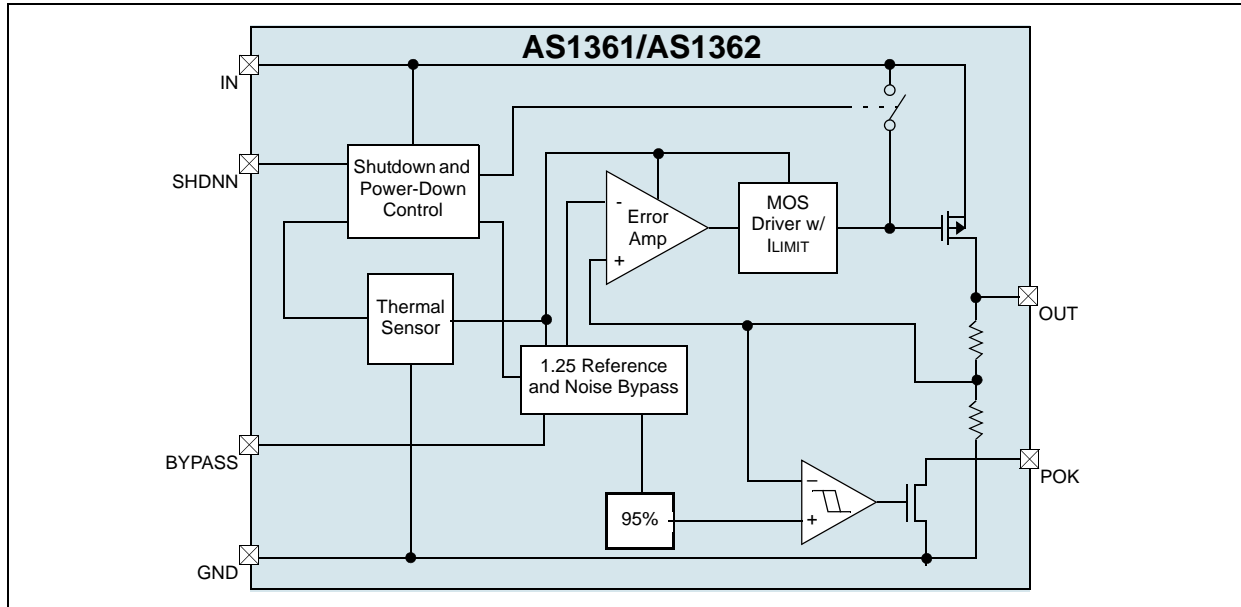 AS1361/AS1362
IN
SHDNN
Shutdown and
Power-Down
Control
-
Error
Amp
+
MOS
Driver w/
ILIMIT
Thermal
Sensor
OUT
1.25 Reference
and Noise Bypass
BYPASS
POK
−
+
95%
GND